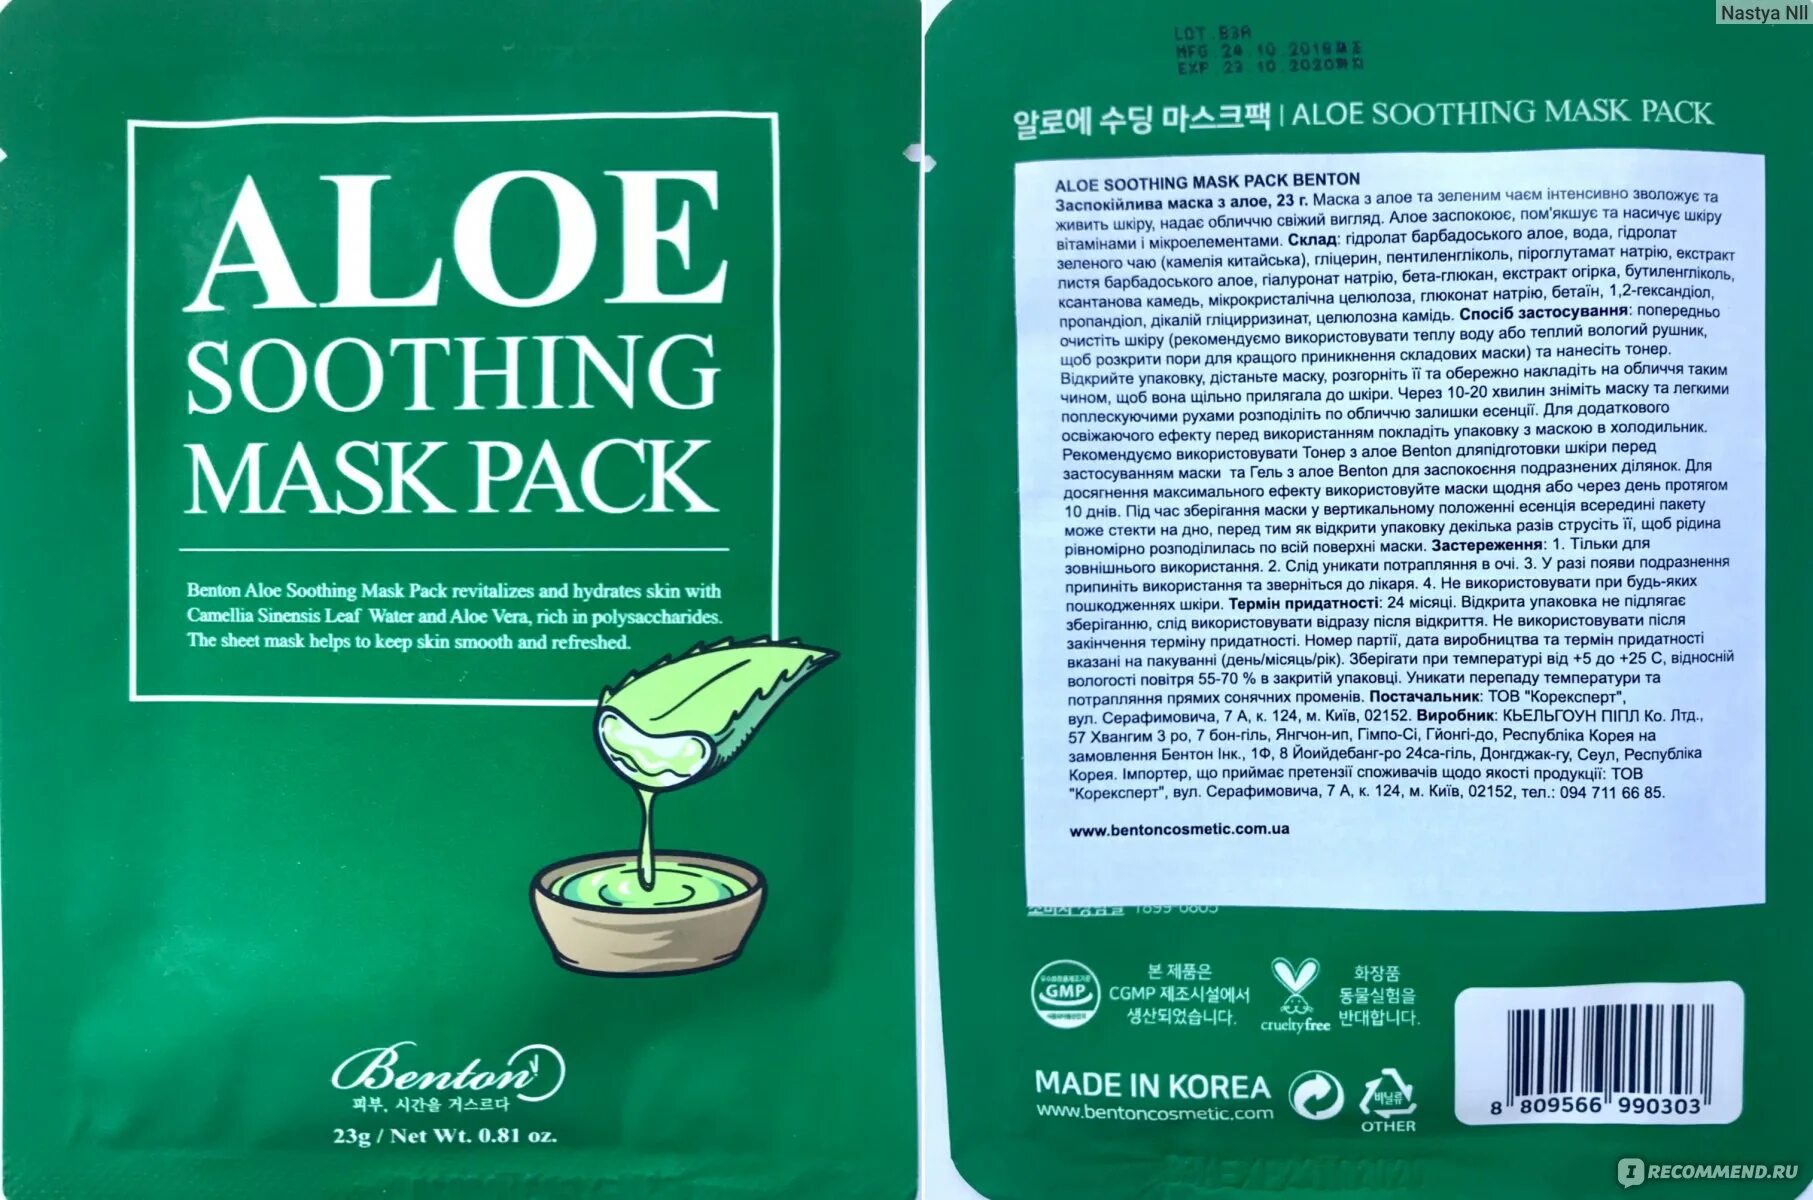 ALOE
SOOTHING
MASK PACK
Benton Aloe Soothing Mask Pack revitalizes and hydrates skin with
Camellia Sinensis Leaf Water and Aloe Vera, rich in polysaccharides.
The sheet mask helps to keep skin smooth and refreshed.
Benton
피부, 시간을 거스르다
23g / Net Wt. 0.81 oz.
Nastya Nll
LOT B3A
MFG 24 10 2018제조
EXP 23 10 2020까지
알로에 수딩 마스크팩 | ALOE SOOTHING MASK PACK
ALOE SOOTHING MASK PACK BENTON
Заспокійлива маска з алое, 23 г. Маска з алое та зеленим чаєм інтенсивно зволожує та
живить шкіру, надає обличчю свіжий вигляд. Алое заспокоює, пом'якшує та насичує шкіру
вітамінами і мікроелементами. Склад: гідролат барбадоського алое, вода, гідролат
зеленого чаю (камелія китайська), гліцерин, пентиленгліколь, піроглутамат натрію, екстракт
листя барбадоського алое, гіалуронат натрію, бета-глюкан, екстракт огірка, бутиленгліколь,
ксантанова камедь, мікрокристалічна целюлоза, глюконат натрію, бетаїн, 1,2-гександіол,
пропандіол, дікалій гліцирризинат, целюлозна камідь. Спосіб застосування: попередньо
очистіть шкіру (рекомендуємо використовувати теплу воду або теплий вологий рушник,
щоб розкрити пори для кращого приникнення складових маски) та нанесіть тонер.
Відкрийте упаковку, дістаньте маску, розгорніть її та обережно накладіть на обличчя таким
чином, щоб вона щільно прилягала до шкіри. Через 10-20 хвилин зніміть маску та легкими
поплескуючими рухами розподіліть по обличчю залишки есенції. Для додаткового
освіжаючого ефекту перед використанням покладіть упаковку з маскою в холодильник.
Рекомендуємо використовувати Тонер з алое Benton дляпідготовки шкіри перед
застосуванням маски та Гель з алое Benton для заспокоєння подразнених ділянок. Для
досягнення максимального ефекту використовуйте маски щодня або через день протягом
10 днів. Під час зберігання маски у вертикальному положенні есенція всередині пакету
може стекти на дно, перед тим як відкрити упаковку декілька разів струсіть її, щоб рідина
рівномірно розподілилась по всій поверхні маски. Застереження: 1. Тільки для
зовнішнього використання. 2. Слід уникати потрапляння в очі. 3. У разі появи подразнення
припиніть використання та зверніться до лікаря. 4. Не використовувати при будь-яких
пошкодженнях шкіри. Термін придатності: 24 місяці. Відкрита упаковка не підлягає
зберіганню, слід використовувати відразу після відкриття. Не використовувати після
закінчення терміну придатності. Номер партії, дата виробництва та термін придатності
вказані на пакуванні (день/місяць/рік). Зберігати при температурі від +5 до +25 С, відносній
вологості повітря 55-70 % в закритій упаковці. Уникати перепаду температури та
потрапляння прямих сонячних променів. Постачальник: ТОВ "Корексперт",
вул. Серафимовича, 7 А, к. 124, м. Київ, 02152. Виробник: КЬЕЛЬГОУН ПІПЛ Ко. Лтд.,
57 Хвангим 3 ро, 7 бон-гіль, Янгчон-ип, Гімпо-Сі, Гйонгі-до, Республіка Корея на
замовлення Бентон Інк., 1Ф, 8 Йоийдебанг-ро 24са-гіль, Донгджак-гу, Сеул, Республіка
Корея. Імпортер, що приймає претензії споживачів щодо якості продукції: ТОВ
"Корексперт", вул. Серафимовича, 7 А, к. 124, м. Київ, 02152, тел.: 094 711 66 85.
www.bentoncosmetic.com.ua
GMP
본 제품은
CGMP 제조시설에서
생산되었습니다.
cruelty free
화장품
동물실험을
반대합니다.
MADE IN KOREA
www.bentoncosmetic.com
비닐류
OTHER
8 809566 990303
IRECOMMEND.RU